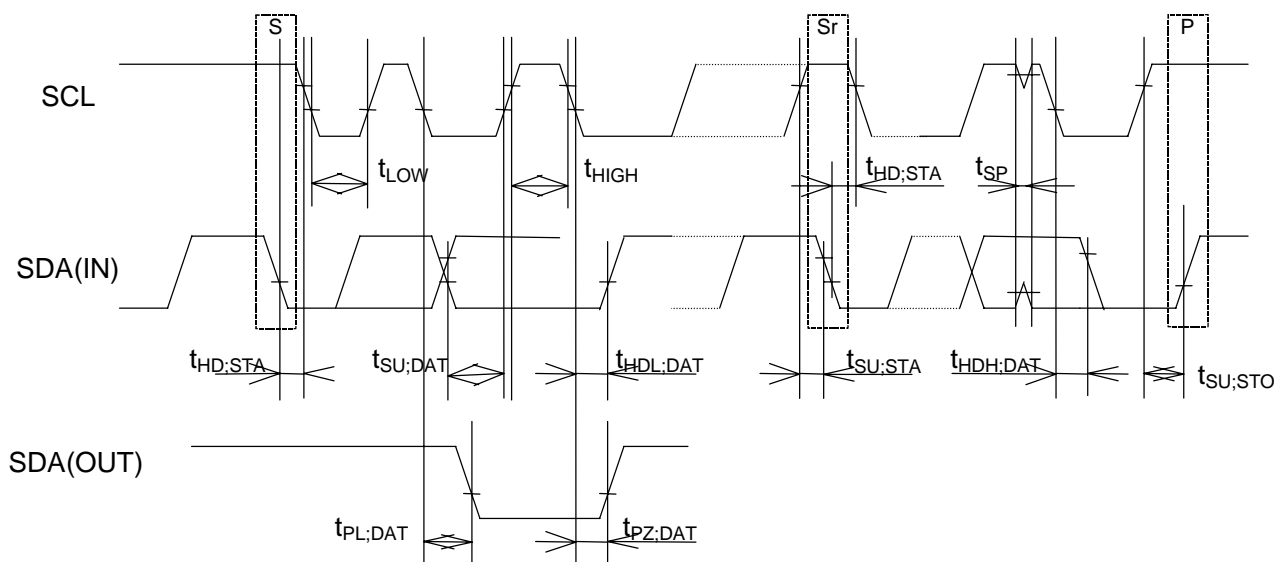 S Sr P
SCL
tLOW tHIGH tHD;STA tSP
SDA(IN)
tHD;STA tSU;DAT tHDL;DAT tSU;STA tHDH;DAT tSU;STO
SDA(OUT)
tPL;DAT tPZ;DAT